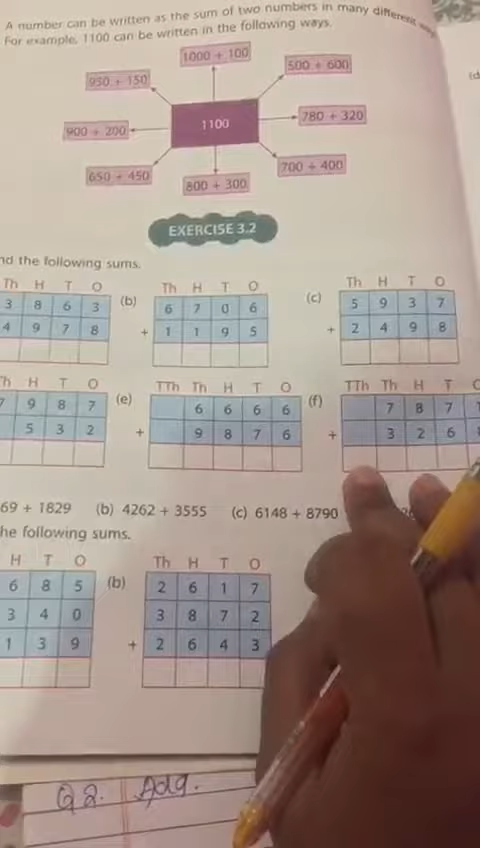 A number can be written as the sum of two numbers in many different
For example, 1100 can be written in the following ways.
1000 + 100
950 + 150
500 + 600
900 + 200
1100
780 + 320
650 + 450
800 + 300
700 + 400
EXERCISE 3.2
the following sums.
Th H T O
3 8 6 3
4 9 7 8
(b)
Th H T O
6 7 0 6
+ 1 1 9 5
(c)
Th H T O
5 9 3 7
+ 2 4 9 8
H T O
9 8 7
5 3 2
(e)
TTh Th H T O
6 6 6 6
+ 9 8 7 6
(f)
TTh Th H T
7 8 7
+ 3 2 6
69 + 1829 (b) 4262 + 3555 (c) 6148 + 8790
following sums.
H T O
6 8 5
3 4 0
1 3 9
(b)
Th H T O
2 6 1 7
3 8 7 2
+ 2 6 4 3
Q 2. Add.